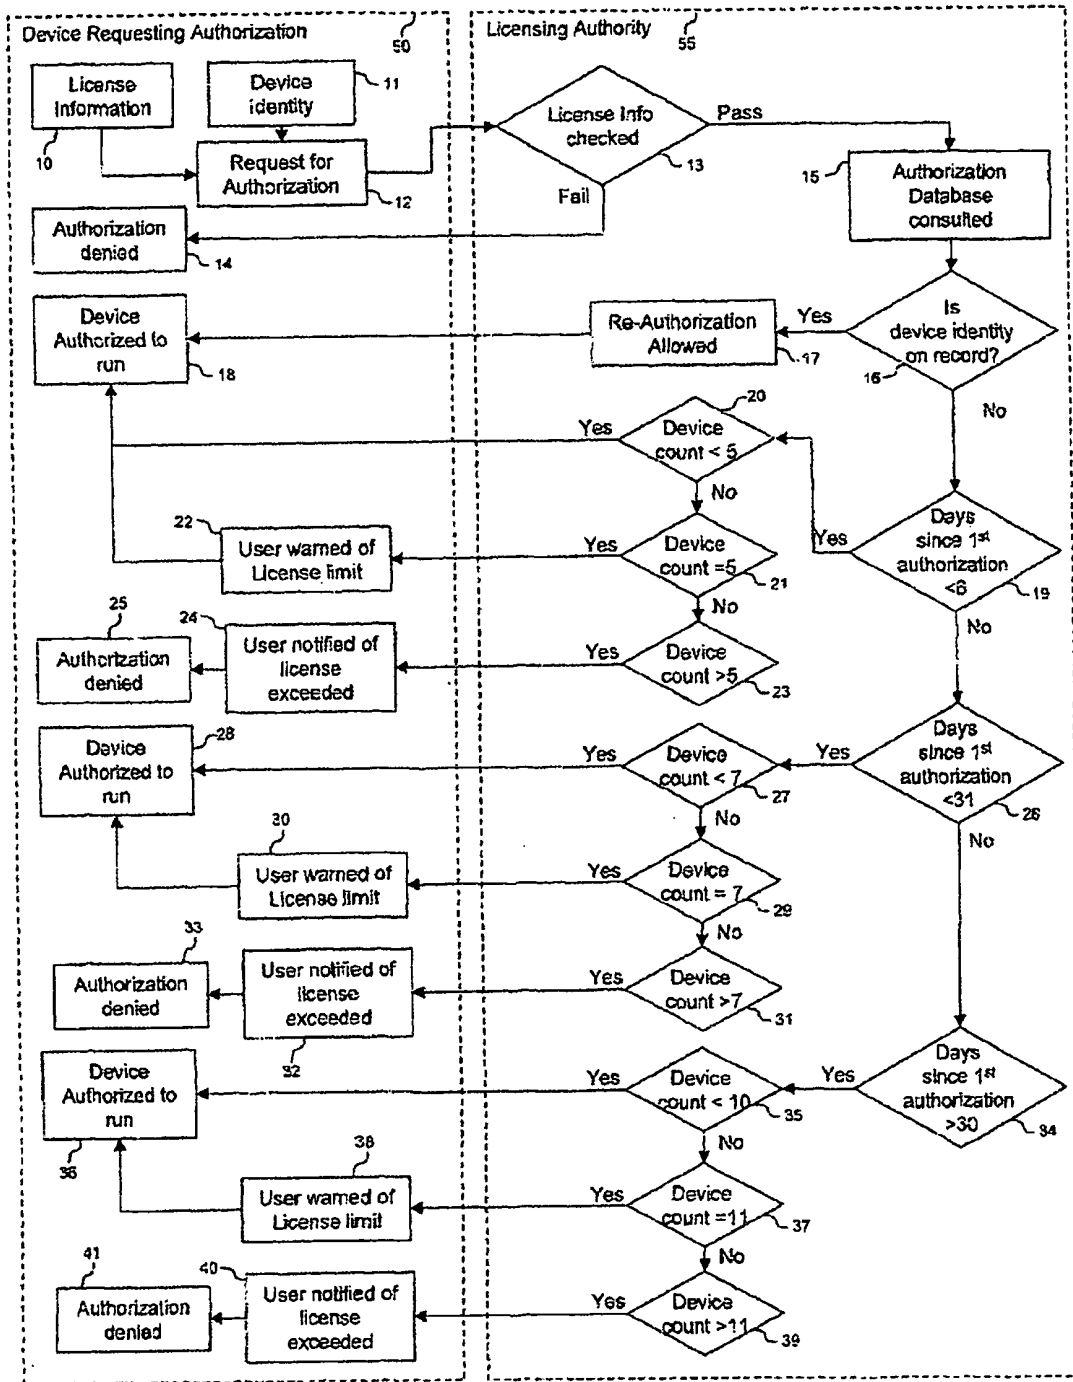 Device Requesting Authorization
50
Licensing Authority
55
License
Information
10
Device
identity
11
Request for
Authorization
12
License Info
checked
13
Pass
Fail
Authorization
denied
14
15
Authorization
Database
consulted
Is
device identity
on record?
16
Yes
No
Re-Authorization
Allowed
17
Device
Authorized to
run
18
Days
since 1st
authorization
<6
19
Yes
No
20
Device
count < 5
Yes
No
Device
count =5
21
Yes
No
22
User warned of
License limit
Device
count >5
23
Yes
24
User notified of
license
exceeded
25
Authorization
denied
Days
since 1st
authorization
<31
26
Yes
No
Device
count < 7
27
Yes
No
28
Device
Authorized to
run
Device
count = 7
29
Yes
No
30
User warned of
License limit
Device
count >7
31
Yes
User notified of
license
exceeded
32
33
Authorization
denied
Days
since 1st
authorization
>30
34
Yes
Device
count < 10
35
Yes
No
Device
Authorized to
run
36
Device
count =11
37
Yes
No
38
User warned of
License limit
Device
count >11
39
Yes
40
User notified of
license
exceeded
41
Authorization
denied